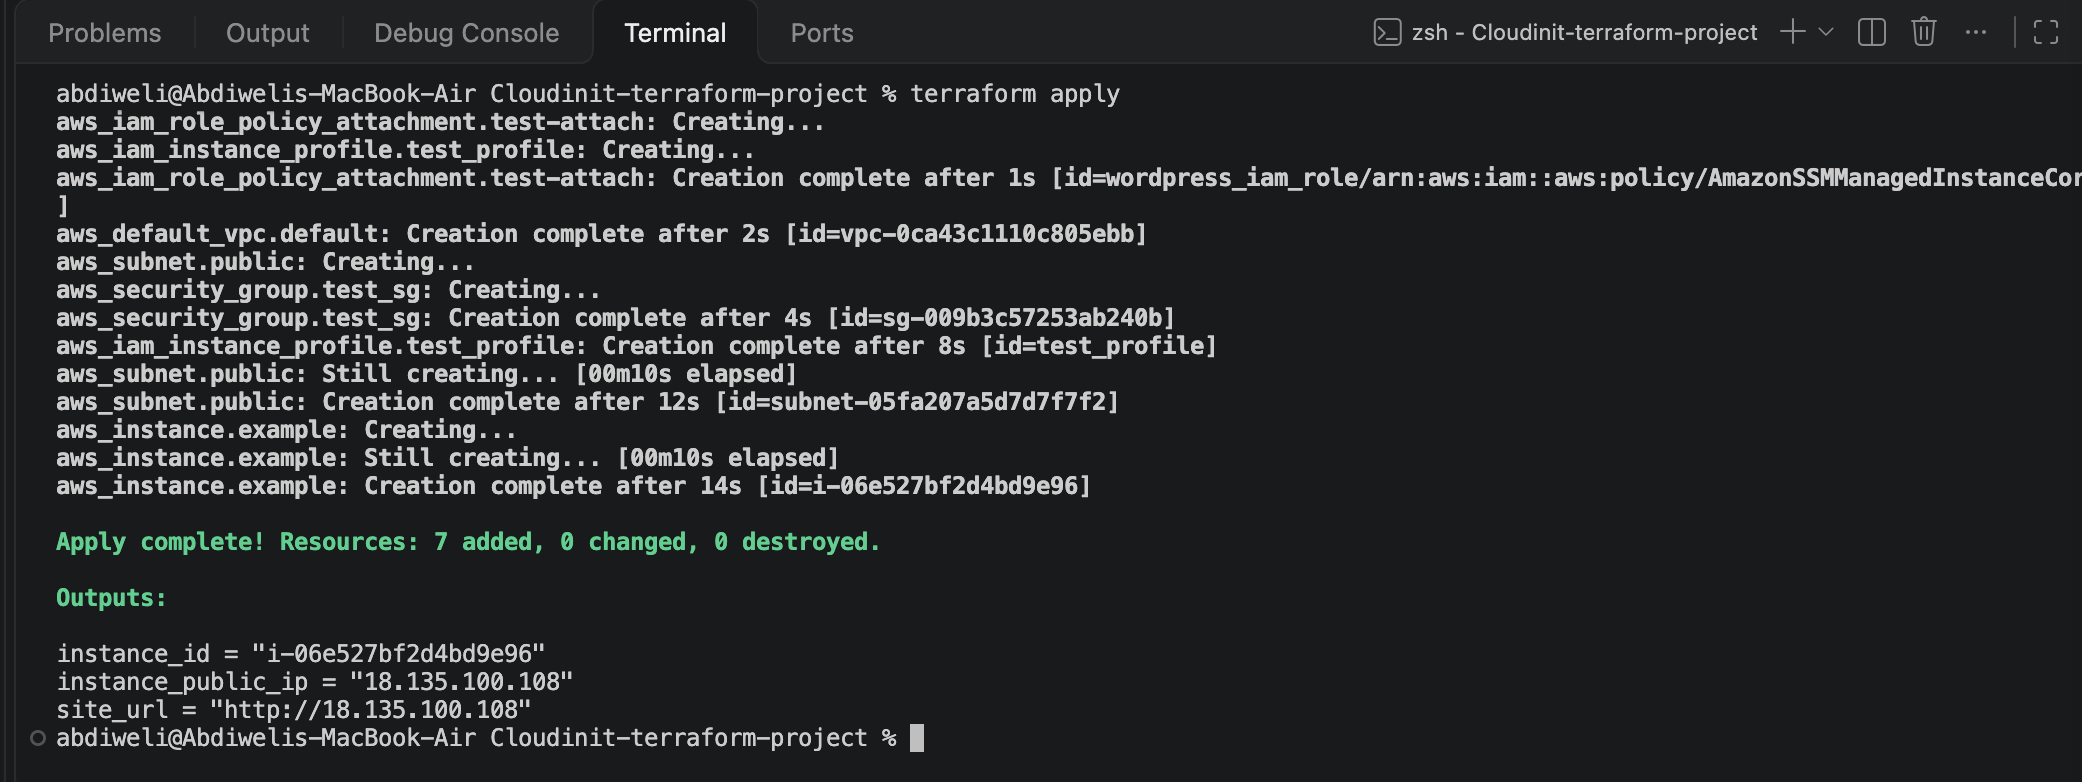 Problems Output Debug Console Terminal Ports zsh - Cloudinit-terraform-project
abdiweli@Abdiwelis-MacBook-Air Cloudinit-terraform-project % terraform apply
aws_iam_role_policy_attachment.test-attach: Creating...
aws_iam_instance_profile.test_profile: Creating...
aws_iam_role_policy_attachment.test-attach: Creation complete after 1s [id=wordpress_iam_role/arn:aws:iam::aws:policy/AmazonSSMManagedInstanceCor
]
aws_default_vpc.default: Creation complete after 2s [id=vpc-0ca43c1110c805ebb]
aws_subnet.public: Creating...
aws_security_group.test_sg: Creating...
aws_security_group.test_sg: Creation complete after 4s [id=sg-009b3c57253ab240b]
aws_iam_instance_profile.test_profile: Creation complete after 8s [id=test_profile]
aws_subnet.public: Still creating... [00m10s elapsed]
aws_subnet.public: Creation complete after 12s [id=subnet-05fa207a5d7d7f7f2]
aws_instance.example: Creating...
aws_instance.example: Still creating... [00m10s elapsed]
aws_instance.example: Creation complete after 14s [id=i-06e527bf2d4bd9e96]
Apply complete! Resources: 7 added, 0 changed, 0 destroyed.
Outputs:
instance_id = "i-06e527bf2d4bd9e96"
instance_public_ip = "18.135.100.108"
site_url = "http://18.135.100.108"
abdiweli@Abdiwelis-MacBook-Air Cloudinit-terraform-project %